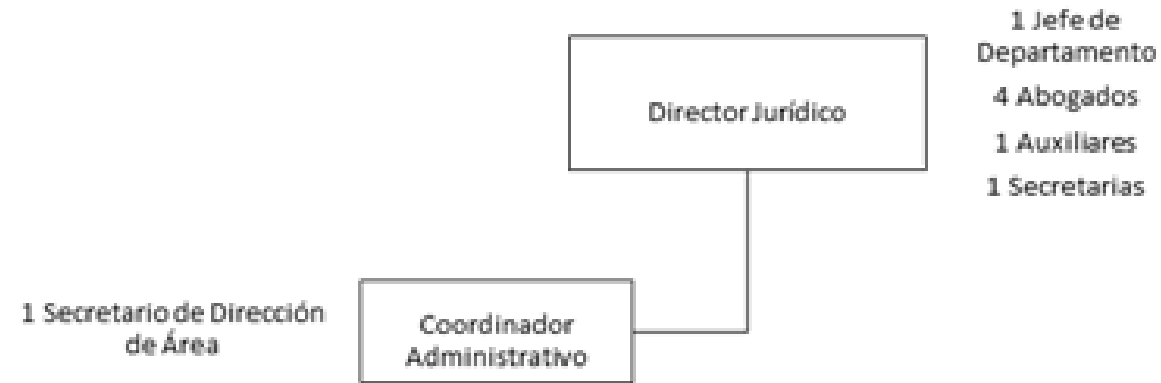 1 Jefe de
Departamento
Director Jurídico
4 Abogados
1 Auxiliares
1 Secretarias
1 Secretario de Dirección
de Área
Coordinador
Administrativo